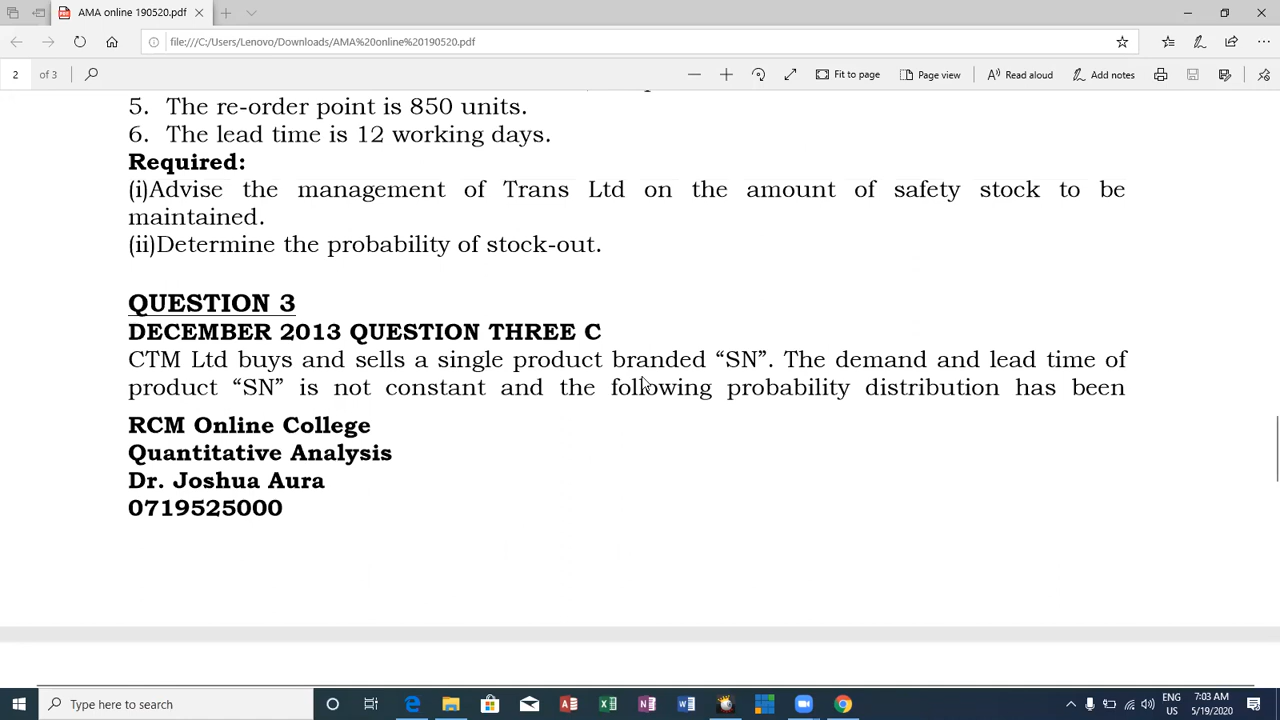 AMA online 190520.pdf
file:///C:/Users/Lenovo/Downloads/AMA%20online%20190520.pdf
2 of 3
Fit to page
Page view
Read aloud
Add notes
5. The re-order point is 850 units.
6. The lead time is 12 working days.
Required:
(i)Advise the management of Trans Ltd on the amount of safety stock to be
maintained.
(ii)Determine the probability of stock-out.
QUESTION 3
DECEMBER 2013 QUESTION THREE C
CTM Ltd buys and sells a single product branded “SN”. The demand and lead time of
product “SN” is not constant and the following probability distribution has been
RCM Online College
Quantitative Analysis
Dr. Joshua Aura
0719525000
Type here to search
ENG
US
7:03 AM
5/19/2020